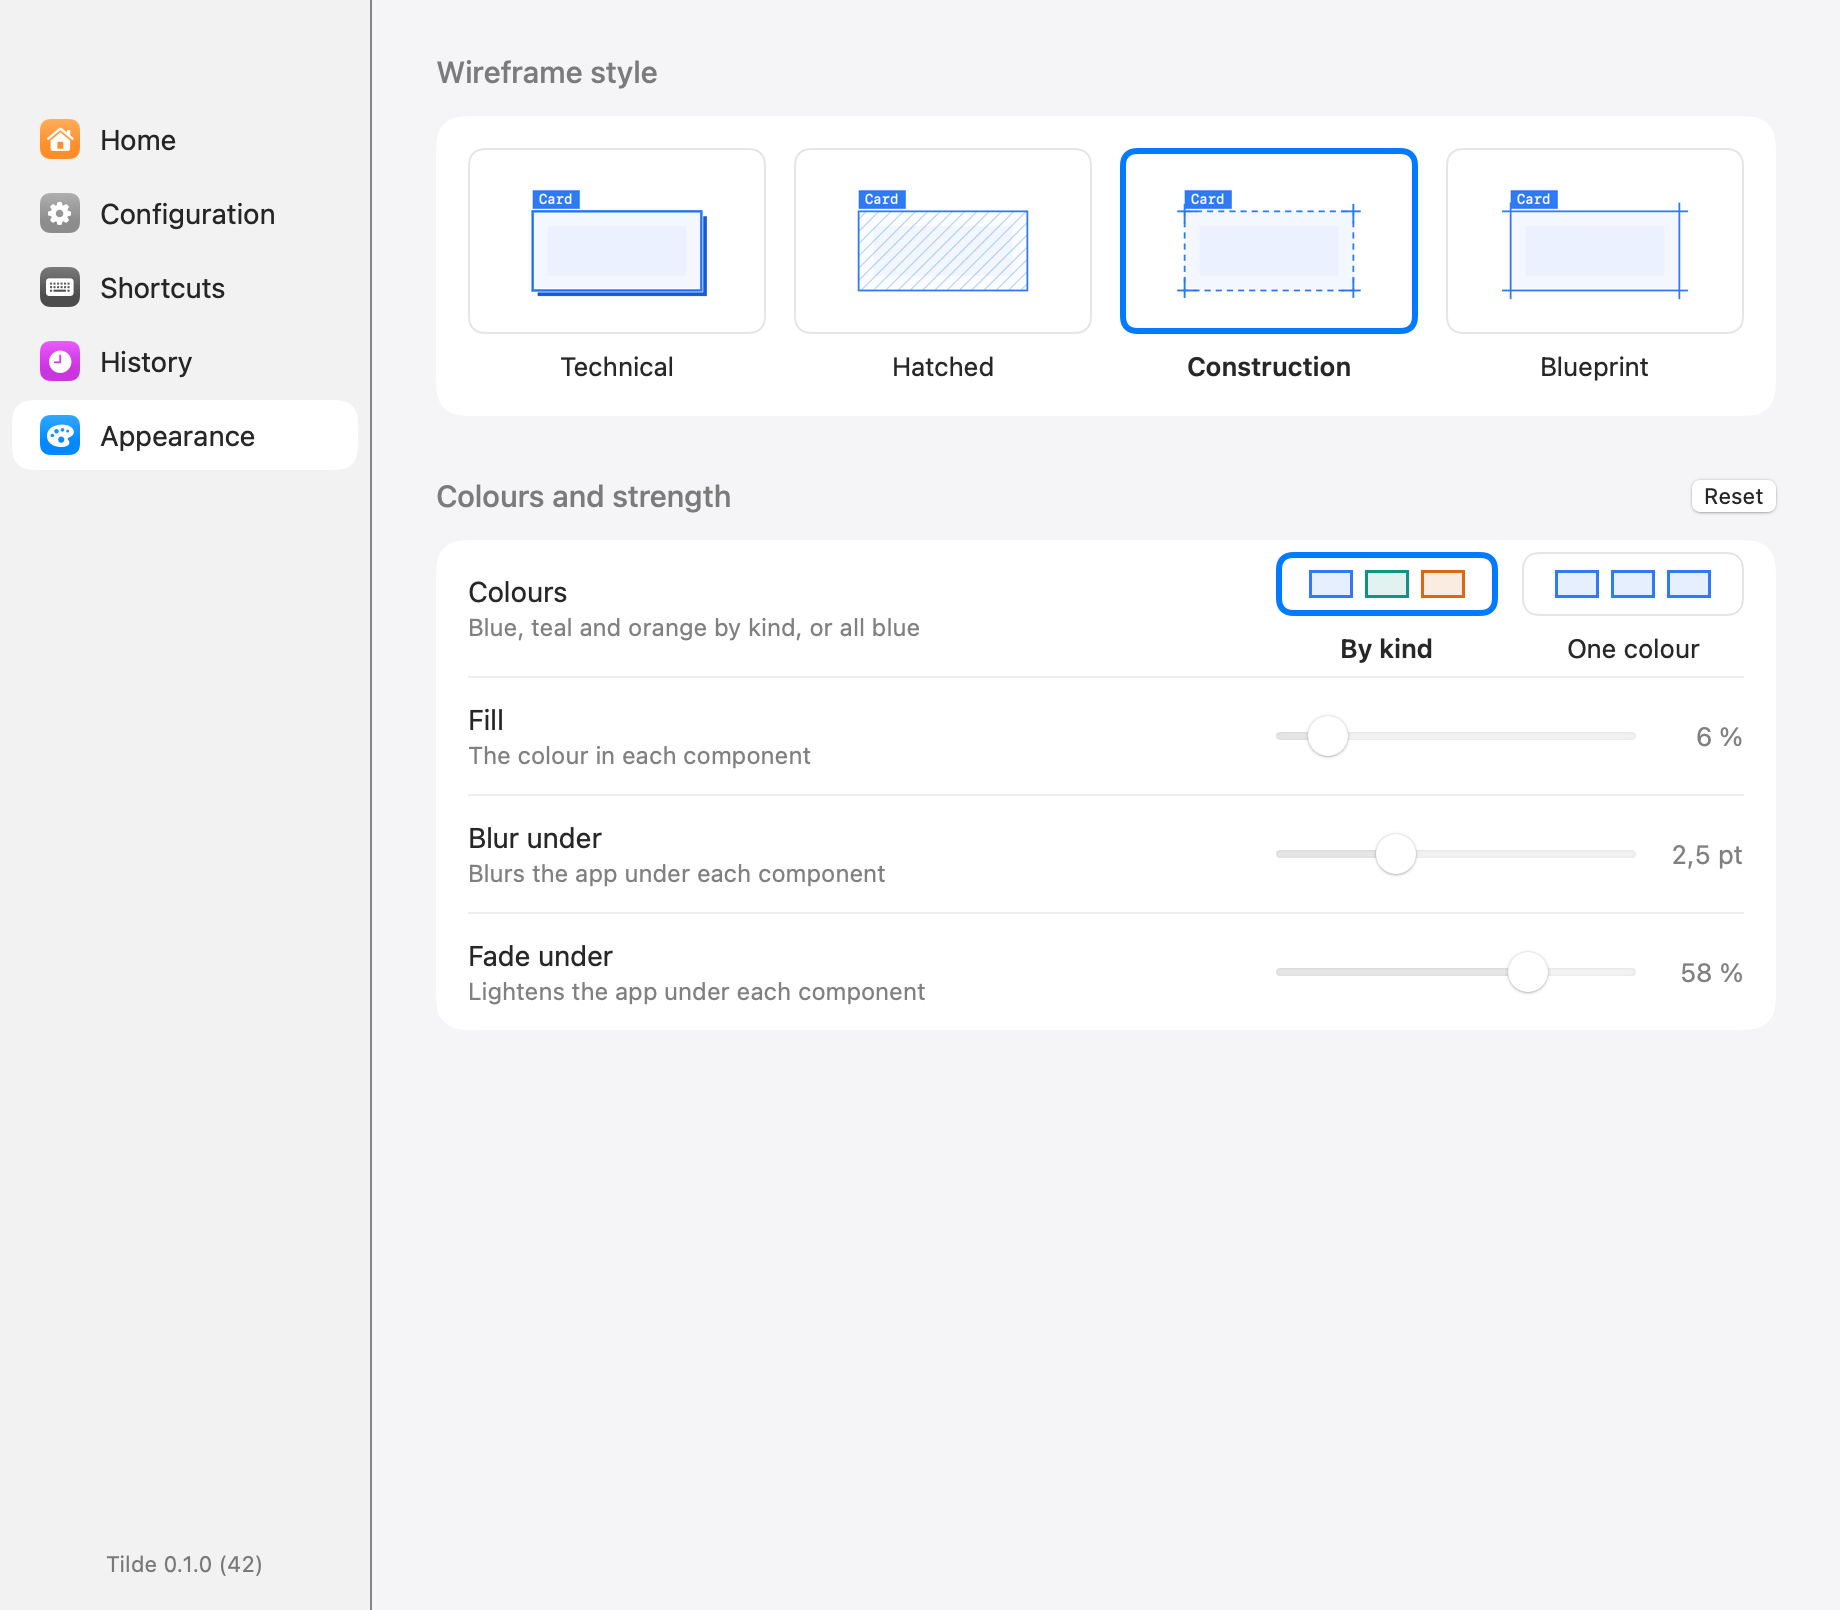 Home
Configuration
Shortcuts
History
Appearance
Tilde 0.1.0 (42)
Wireframe style
Card
Technical
Card
Hatched
Card
Construction
Card
Blueprint
Colours and strength
Reset
Colours
Blue, teal and orange by kind, or all blue
By kind
One colour
Fill
The colour in each component
6 %
Blur under
Blurs the app under each component
2,5 pt
Fade under
Lightens the app under each component
58 %